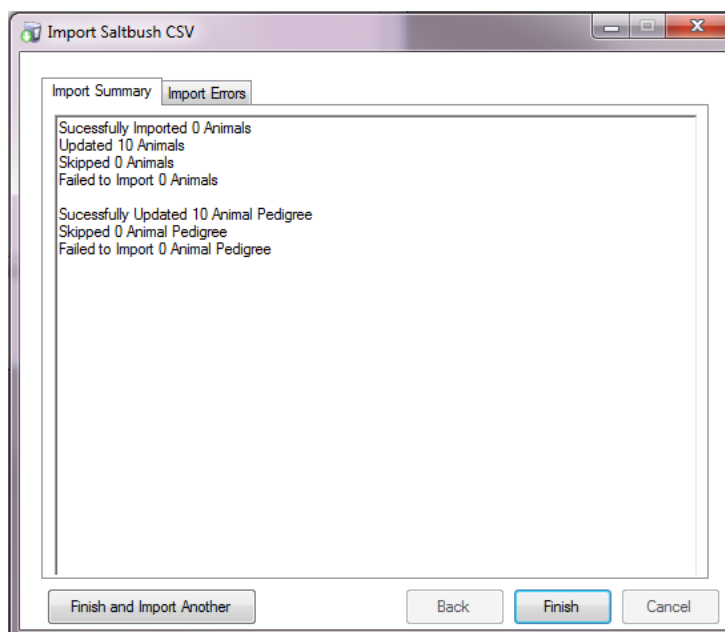 Import Saltbush CSV
Import Summary
Import Errors
Sucessfully Imported 0 Animals
Updated 10 Animals
Skipped 0 Animals
Failed to Import 0 Animals
Sucessfully Updated 10 Animal Pedigree
Skipped 0 Animal Pedigree
Failed to Import 0 Animal Pedigree
Finish and Import Another
Back
Finish
Cancel